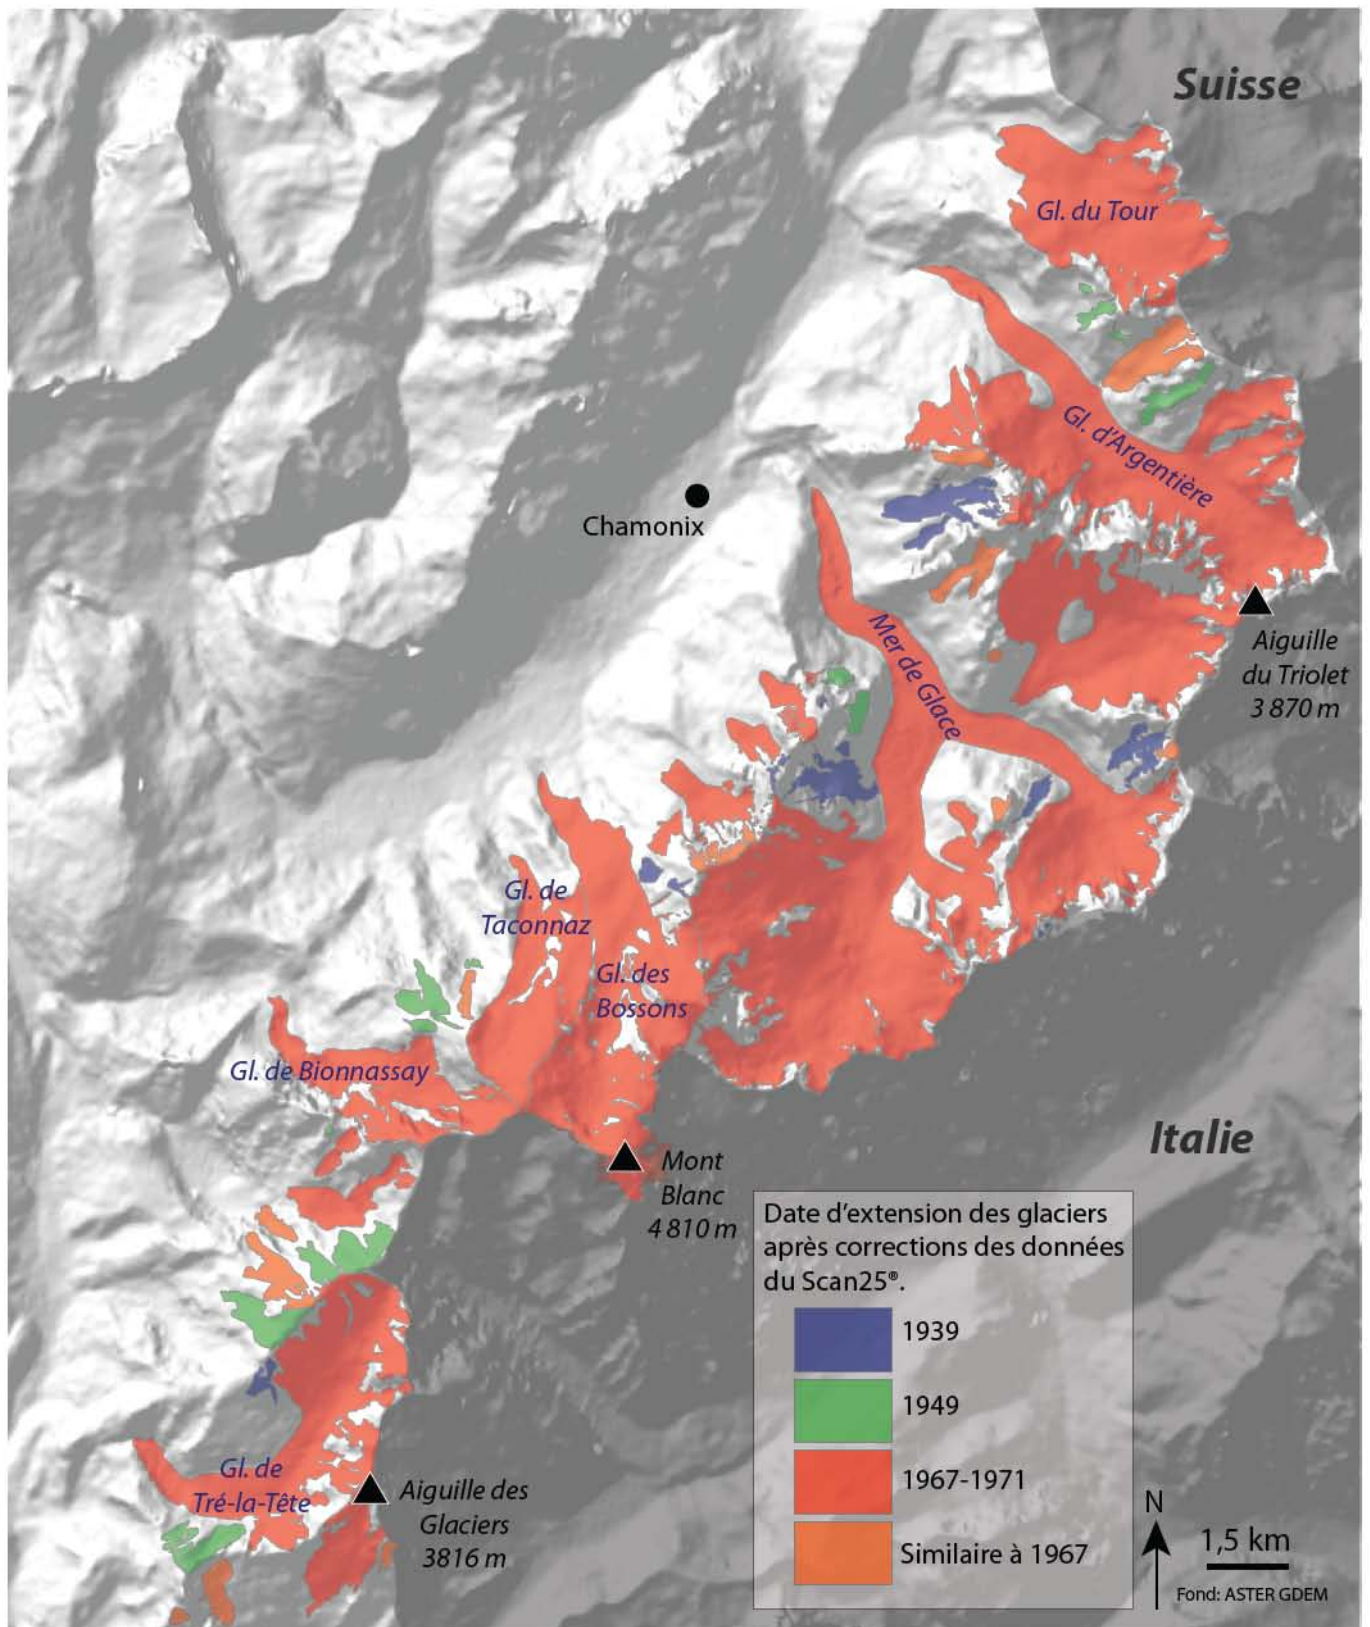 Suisse
Gl. du Tour
Gl. d'Argentière
Chamonix
Mer de Glace
Aiguille
du Triolet
3 870 m
Gl. de
Taconnaz
Gl. des
Bossons
Gl. de Bionnassay
Italie
Mont
Blanc
4 810 m
Gl. de
Tré-la-Tête
Aiguille des
Glaciers
3816 m
Date d'extension des glaciers
après corrections des données
du Scan25®.
1939
1949
1967-1971
Similaire à 1967
N
1,5 km
Fond: ASTER GDEM